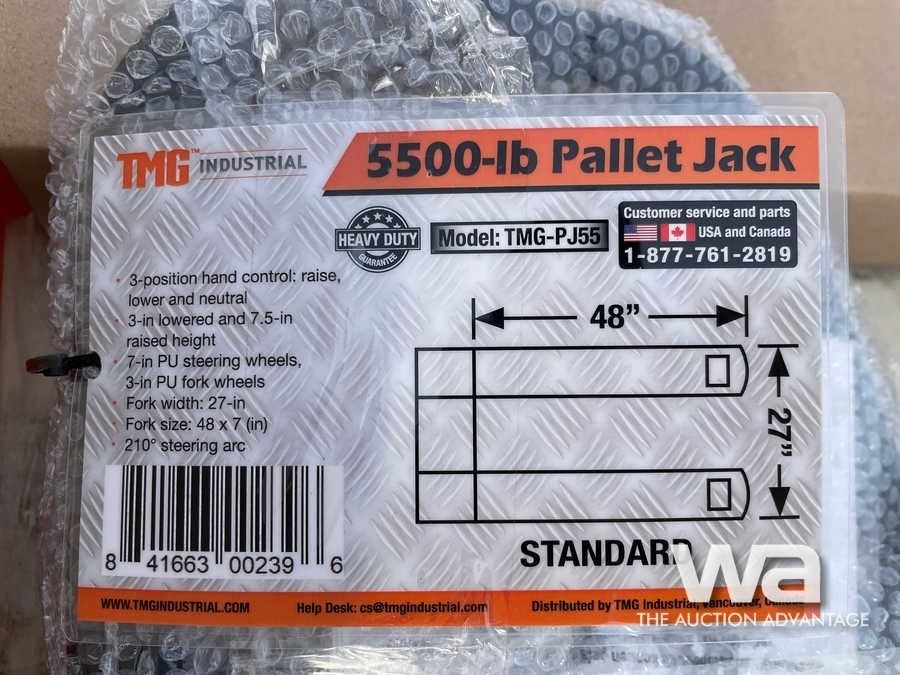 TMG™ INDUSTRIAL
5500-lb Pallet Jack
HEAVY DUTY
GUARANTEE
Model: TMG-PJ55
Customer service and parts
USA and Canada
1-877-761-2819
3-position hand control: raise,
lower and neutral
3-in lowered and 7.5-in
raised height
7-in PU steering wheels,
3-in PU fork wheels
Fork width: 27-in
Fork size: 48 x 7 (in)
210° steering arc
48”
27”
8 41663 00239 6
STANDARD
WWW.TMGINDUSTRIAL.COM
Help Desk: cs@tmgindustrial.com
Distributed by TMG Industrial, Vancouver, Canada
wa
THE AUCTION ADVANTAGE